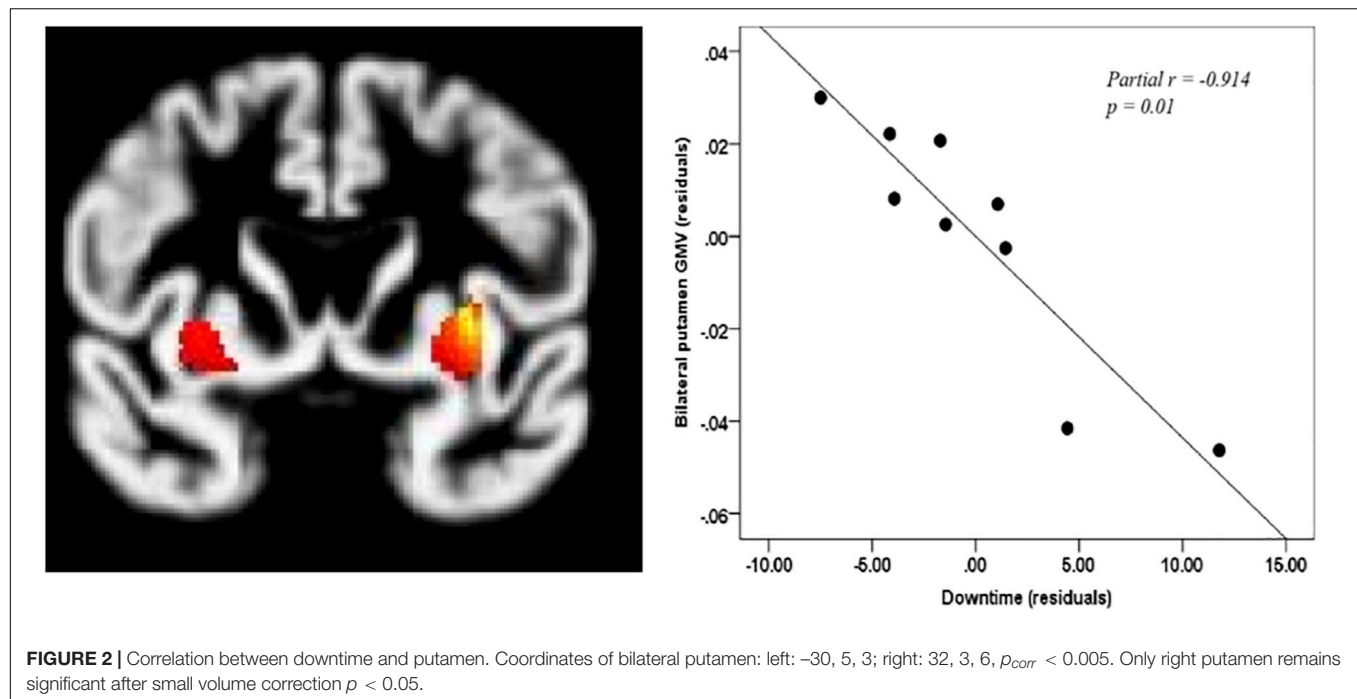 .04
.02
.00
-.02
-.04
-.06
Bilateral putamen GMV (residuals)
Partial r = -0.914
p = 0.01
-10.00 -5.00 .00 5.00 10.00 15.00
Downtime (residuals)
FIGURE 2 | Correlation between downtime and putamen. Coordinates of bilateral putamen: left: –30, 5, 3; right: 32, 3, 6, pcorr < 0.005. Only right putamen remains
significant after small volume correction p < 0.05.